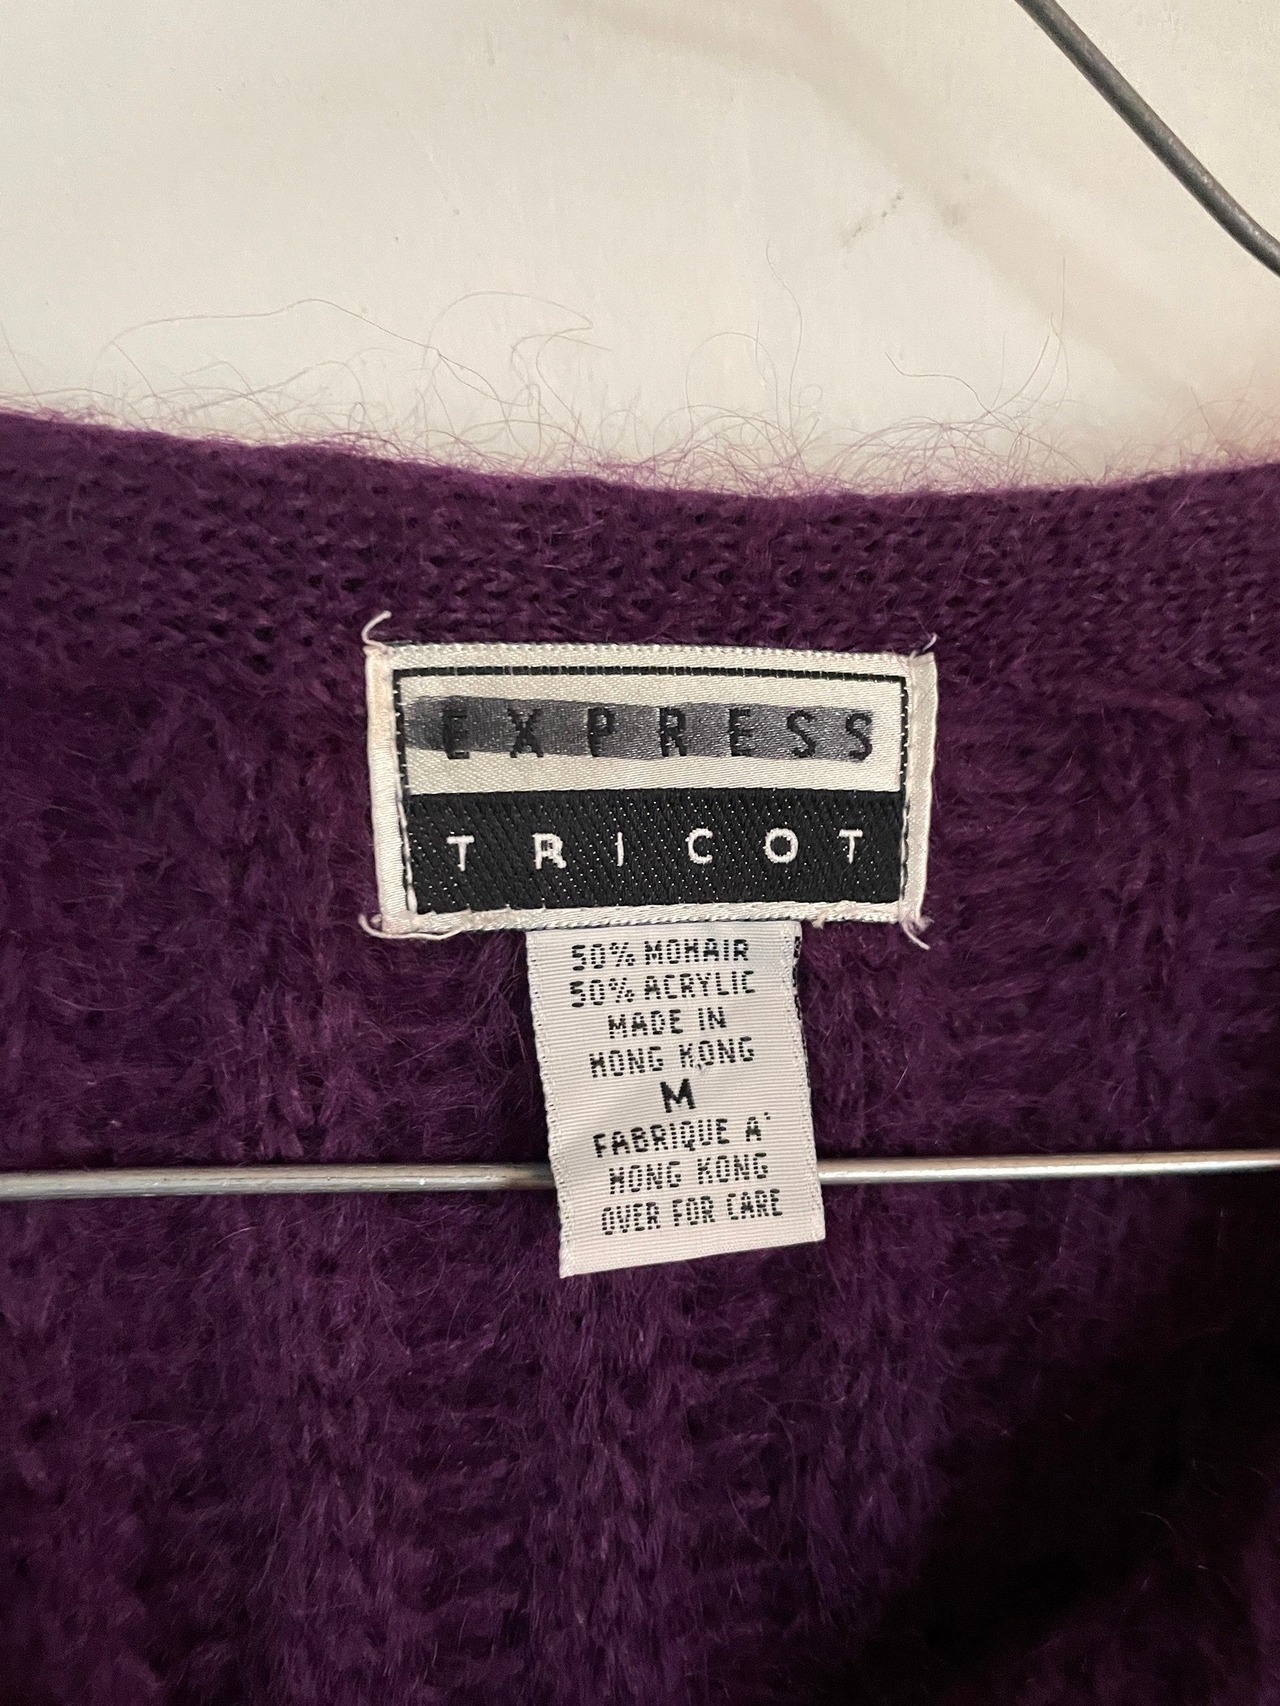 EXPRESS
TRICOT
50% MOHAIR
50% ACRYLIC
MADE IN
HONG KONG
M
FABRIQUE A'
HONG KONG
OVER FOR CARE